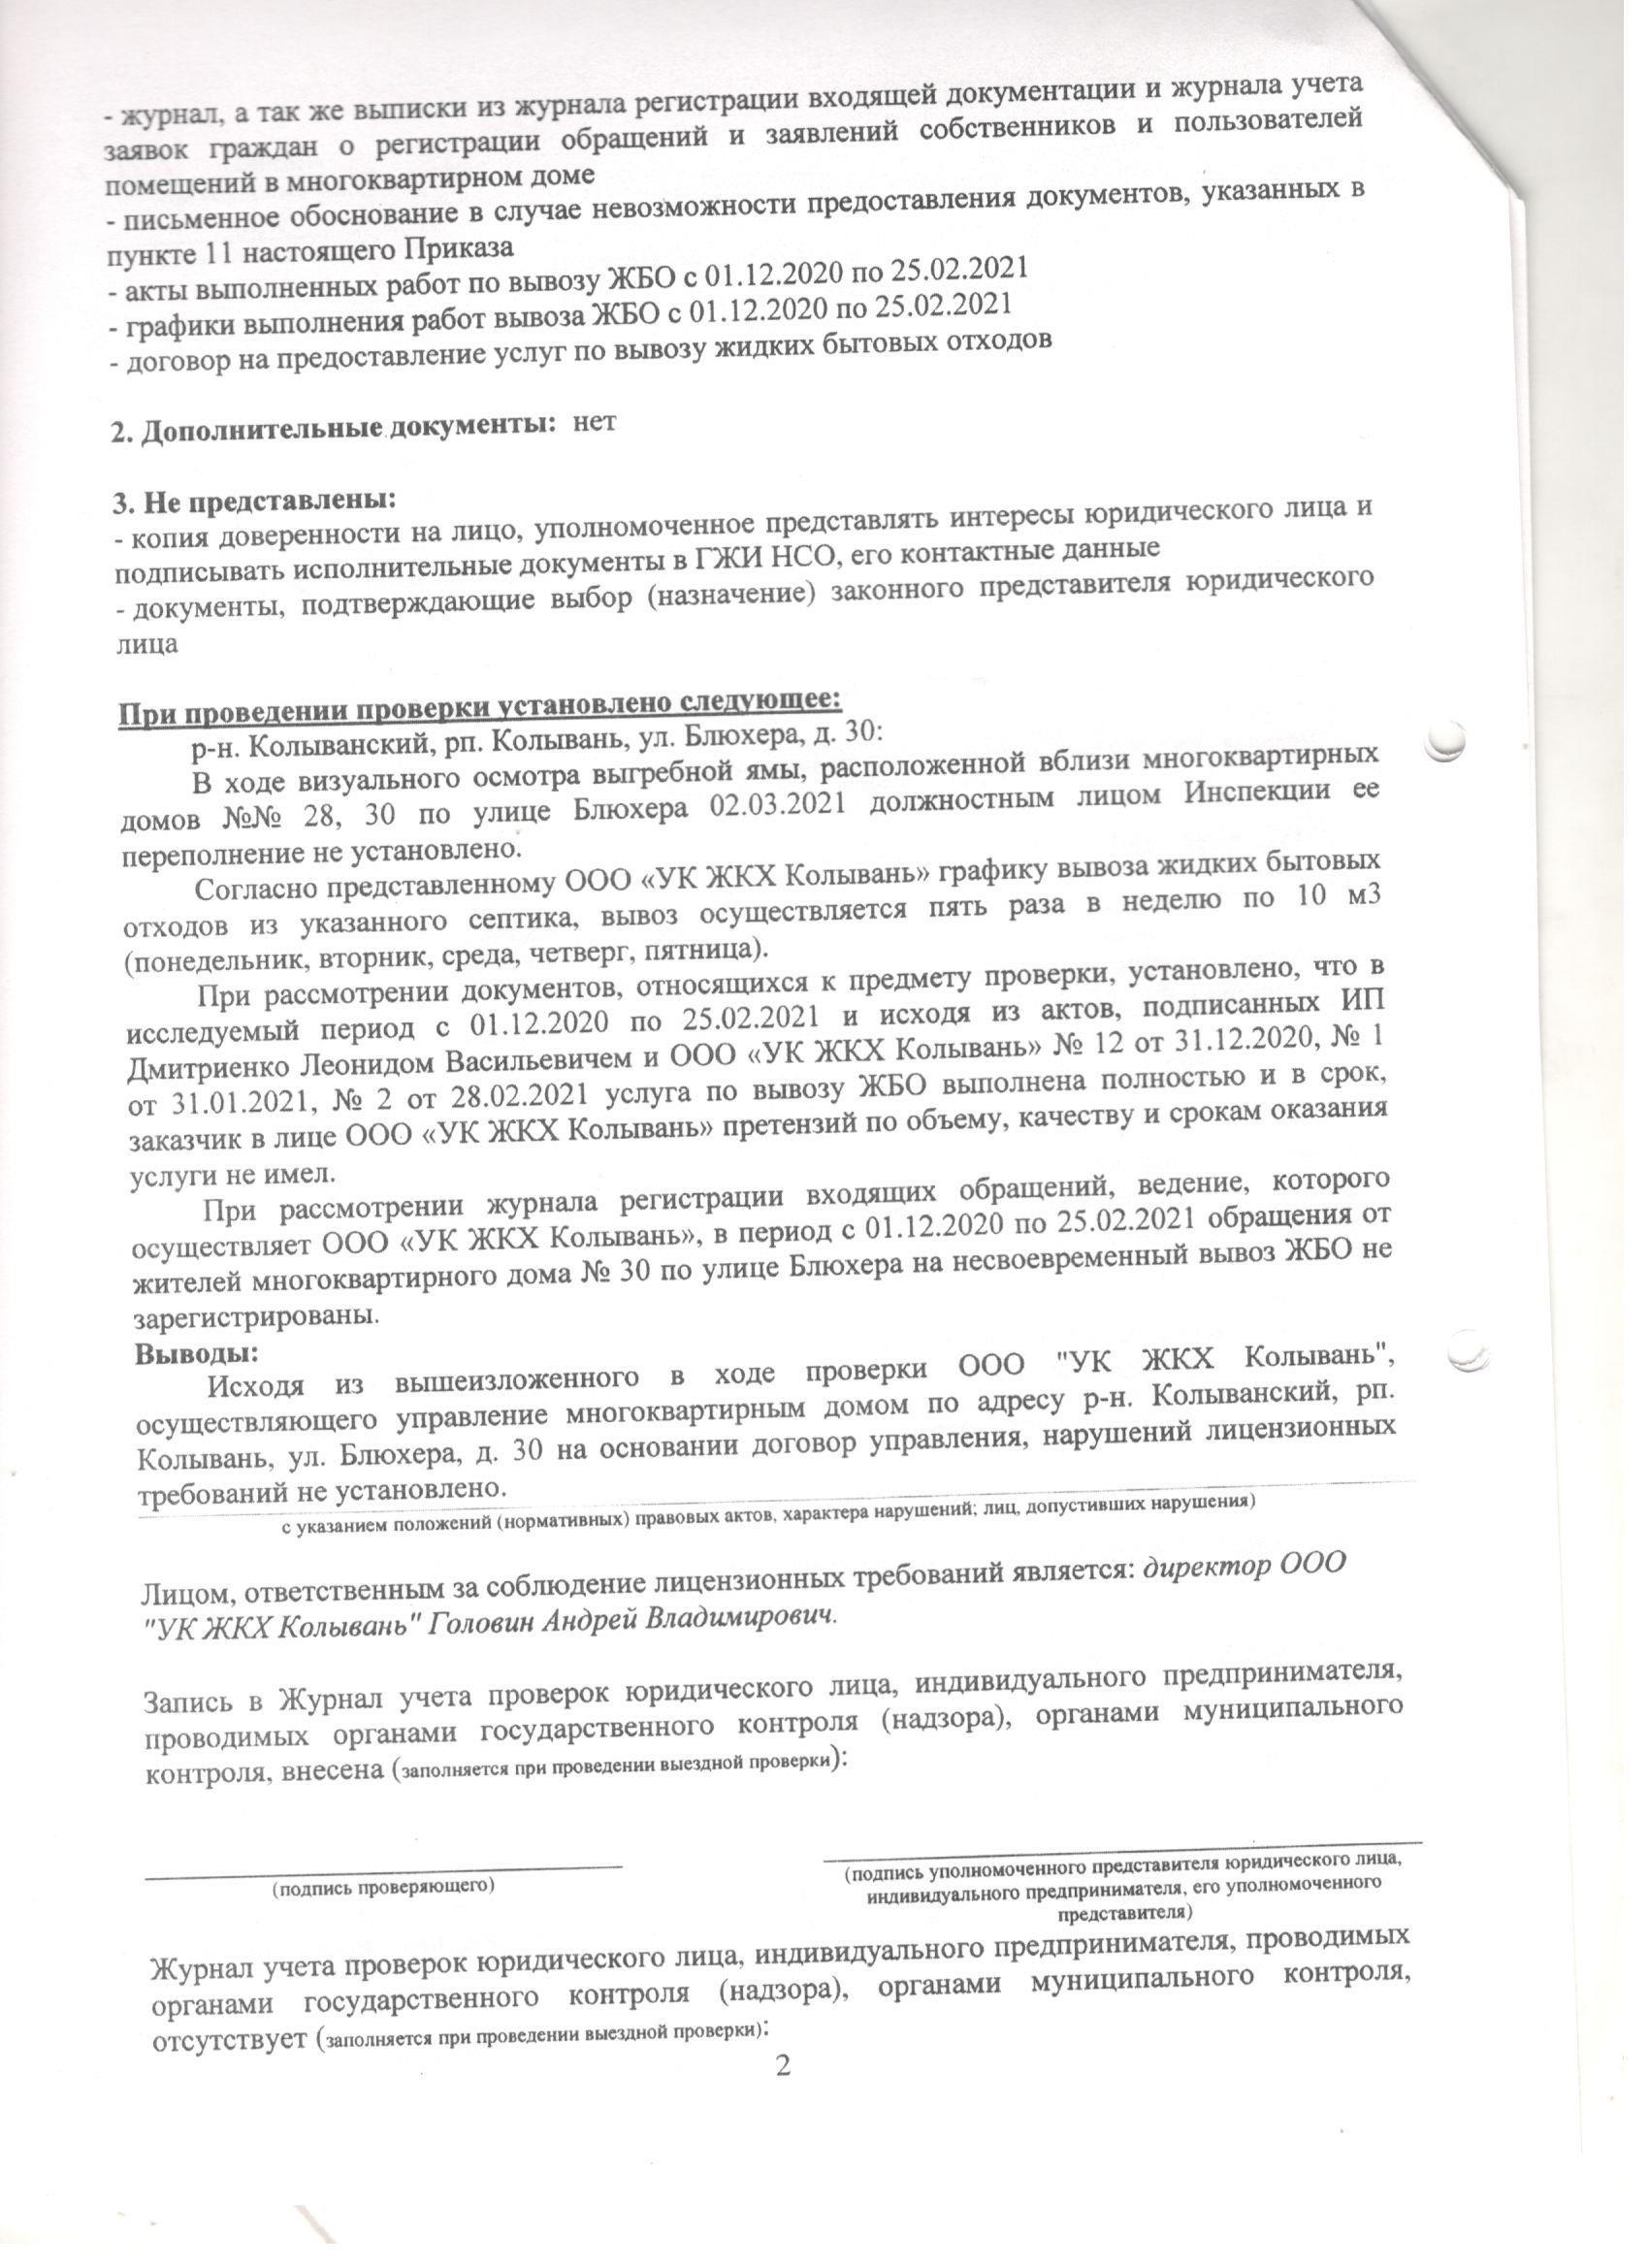 - журнал, а так же выписки из журнала регистрации входящей документации и журнала учета
заявок граждан о регистрации обращений и заявлений собственников и пользователей
помещений в многоквартирном доме
- письменное обоснование в случае невозможности предоставления документов, указанных в
пункте 11 настоящего Приказа
- акты выполненных работ по вывозу ЖБО с 01.12.2020 по 25.02.2021
- графики выполнения работ вывоза ЖБО с 01.12.2020 по 25.02.2021
- договор на предоставление услуг по вывозу жидких бытовых отходов
2. Дополнительные документы: нет
3. Не представлены:
- копия доверенности на лицо, уполномоченное представлять интересы юридического лица и
подписывать исполнительные документы в ГЖИ НСО, его контактные данные
- документы, подтверждающие выбор (назначение) законного представителя юридического
лица
При проведении проверки установлено следующее:
р-н. Колыванский, рп. Колывань, ул. Блюхера, д. 30:
В ходе визуального осмотра выгребной ямы, расположенной вблизи многоквартирных
домов №№ 28, 30 по улице Блюхера 02.03.2021 должностным лицом Инспекции ее
переполнение не установлено.
Согласно представленному ООО «УК ЖКХ Колывань» графику вывоза жидких бытовых
отходов из указанного септика, вывоз осуществляется пять раза в неделю по 10 м3
(понедельник, вторник, среда, четверг, пятница).
При рассмотрении документов, относящихся к предмету проверки, установлено, что в
исследуемый период с 01.12.2020 по 25.02.2021 и исходя из актов, подписанных ИП
Дмитриенко Леонидом Васильевичем и ООО «УК ЖКХ Колывань» № 12 от 31.12.2020, № 1
от 31.01.2021, № 2 от 28.02.2021 услуга по вывозу ЖБО выполнена полностью и в срок,
заказчик в лице ООО «УК ЖКХ Колывань» претензий по объему, качеству и срокам оказания
услуги не имел.
При рассмотрении журнала регистрации входящих обращений, ведение, которого
осуществляет ООО «УК ЖКХ Колывань», в период с 01.12.2020 по 25.02.2021 обращения от
жителей многоквартирного дома № 30 по улице Блюхера на несвоевременный вывоз ЖБО не
зарегистрированы.
Выводы:
Исходя из вышеизложенного в ходе проверки ООО "УК ЖКХ Колывань",
осуществляющего управление многоквартирным домом по адресу р-н. Колыванский, рп.
Колывань, ул. Блюхера, д. 30 на основании договор управления, нарушений лицензионных
требований не установлено.
с указанием положений (нормативных) правовых актов, характера нарушений; лиц, допустивших нарушения)
Лицом, ответственным за соблюдение лицензионных требований является: директор ООО
"УК ЖКХ Колывань" Головин Андрей Владимирович.
Запись в Журнал учета проверок юридического лица, индивидуального предпринимателя,
проводимых органами государственного контроля (надзора), органами муниципального
контроля, внесена (заполняется при проведении выездной проверки):
(подпись проверяющего)
(подпись уполномоченного представителя юридического лица,
индивидуального предпринимателя, его уполномоченного
представителя)
Журнал учета проверок юридического лица, индивидуального предпринимателя, проводимых
органами государственного контроля (надзора), органами муниципального контроля,
отсутствует (заполняется при проведении выездной проверки):
2